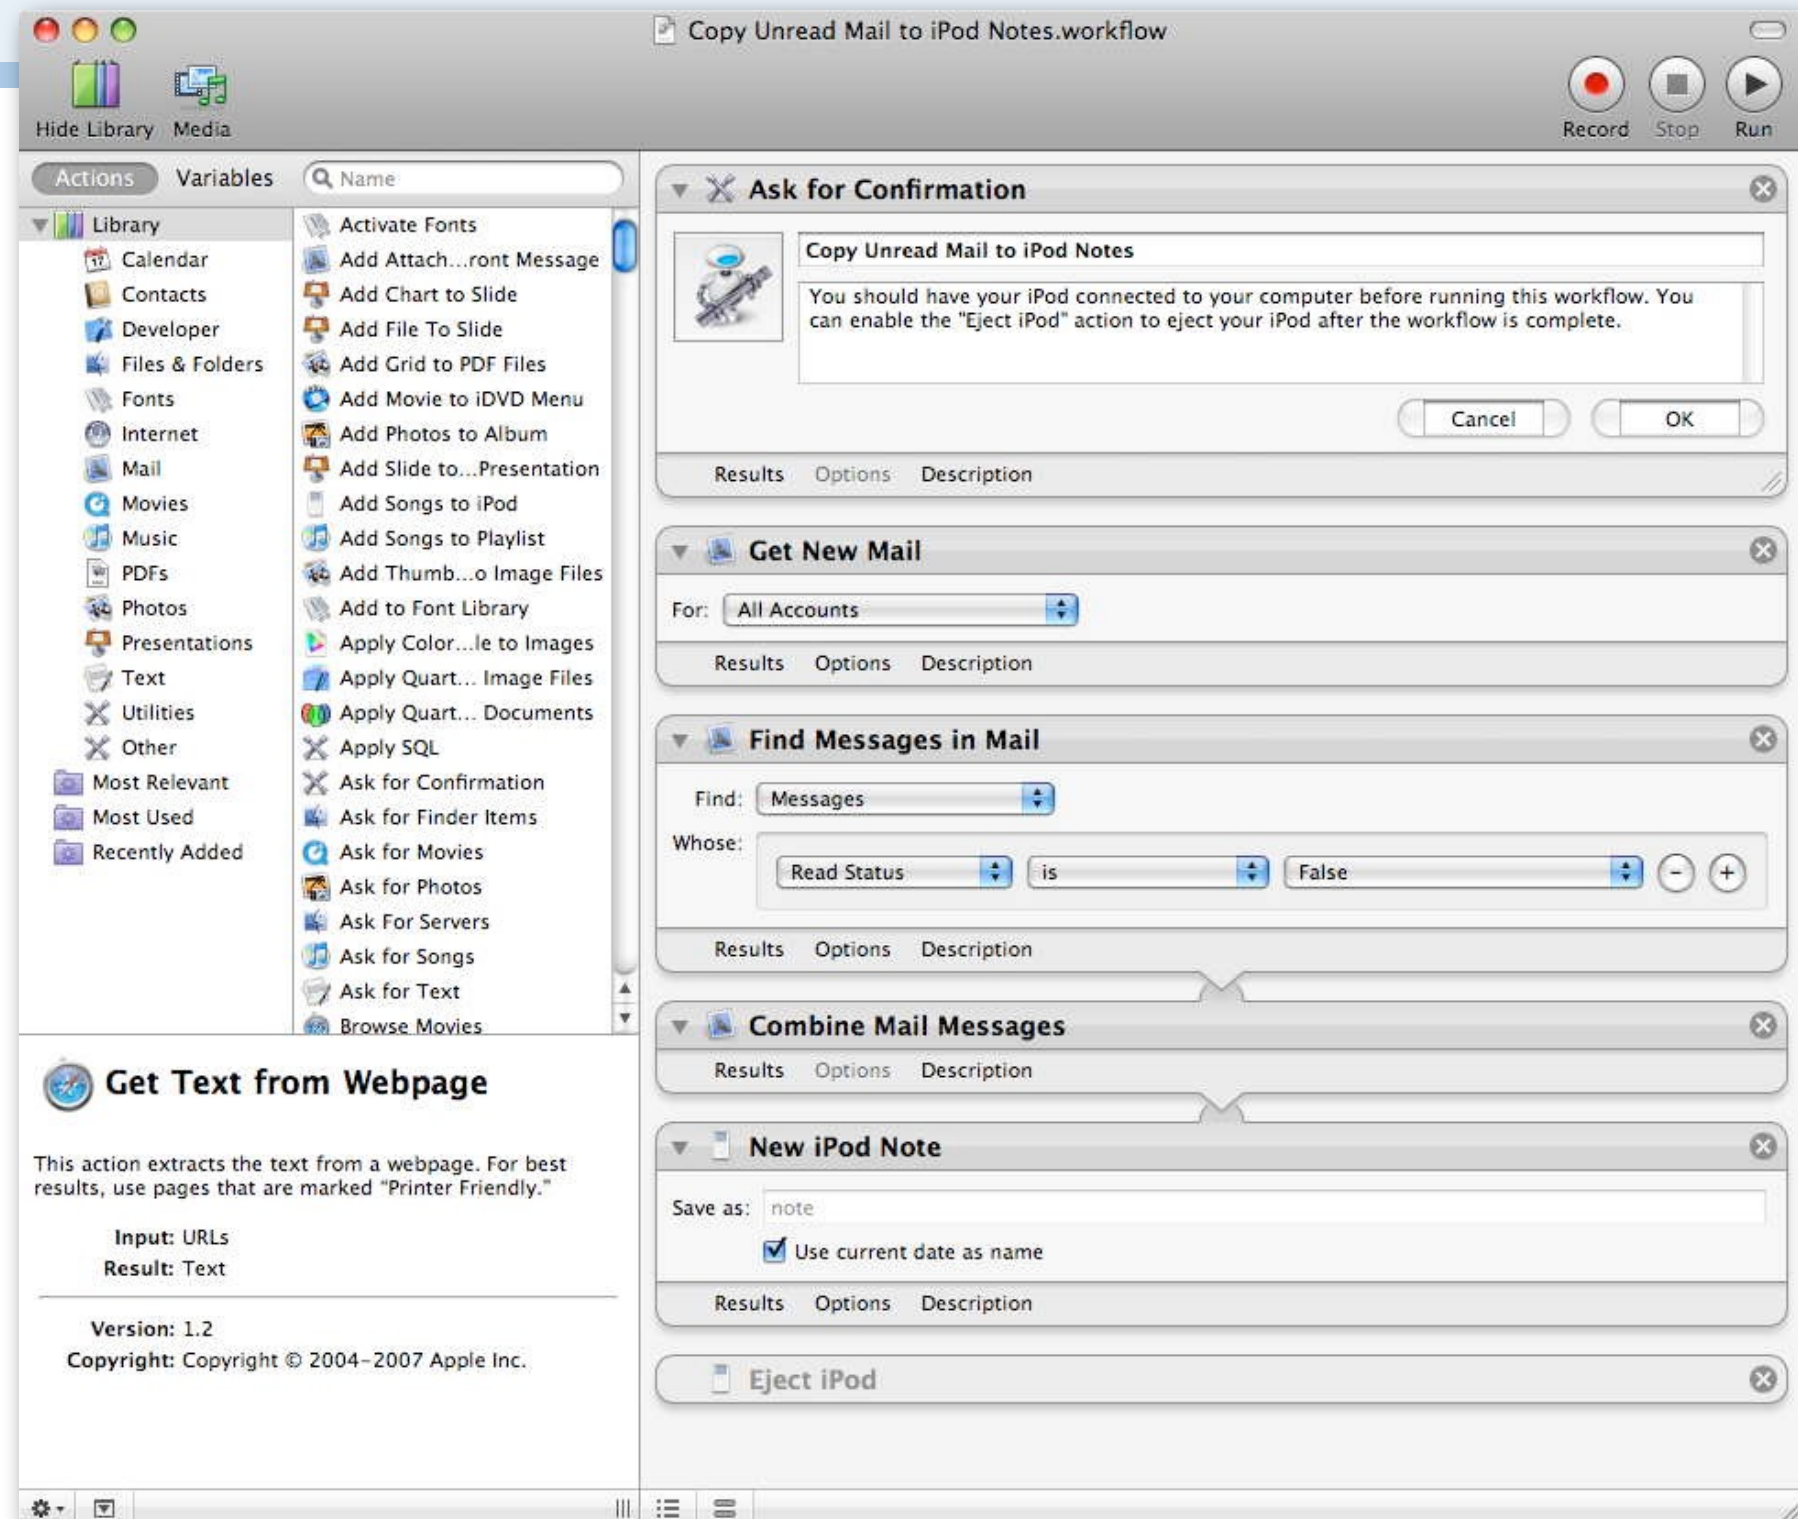 Copy Unread Mail to iPod Notes.workflow
Hide Library
Media
Record
Stop
Run
Actions
Variables
Name
Library
Calendar
Contacts
Developer
Files & Folders
Fonts
Internet
Mail
Movies
Music
PDFs
Photos
Presentations
Text
Utilities
Other
Most Relevant
Most Used
Recently Added
Activate Fonts
Add Attach...ront Message
Add Chart to Slide
Add File To Slide
Add Grid to PDF Files
Add Movie to iDVD Menu
Add Photos to Album
Add Slide to...Presentation
Add Songs to iPod
Add Songs to Playlist
Add Thumb...o Image Files
Add to Font Library
Apply Color...le to Images
Apply Quart... Image Files
Apply Quart... Documents
Apply SQL
Ask for Confirmation
Ask for Finder Items
Ask for Movies
Ask for Photos
Ask For Servers
Ask for Songs
Ask for Text
Browse Movies
Get Text from Webpage
This action extracts the text from a webpage. For best
results, use pages that are marked “Printer Friendly.”
Input: URLs
Result: Text
Version: 1.2
Copyright: Copyright © 2004–2007 Apple Inc.
Ask for Confirmation
Copy Unread Mail to iPod Notes
You should have your iPod connected to your computer before running this workflow. You
can enable the "Eject iPod" action to eject your iPod after the workflow is complete.
Cancel
OK
Results Options Description
Get New Mail
For: All Accounts
Results Options Description
Find Messages in Mail
Find: Messages
Whose:
Read Status is False
Results Options Description
Combine Mail Messages
Results Options Description
New iPod Note
Save as: note
Use current date as name
Results Options Description
Eject iPod